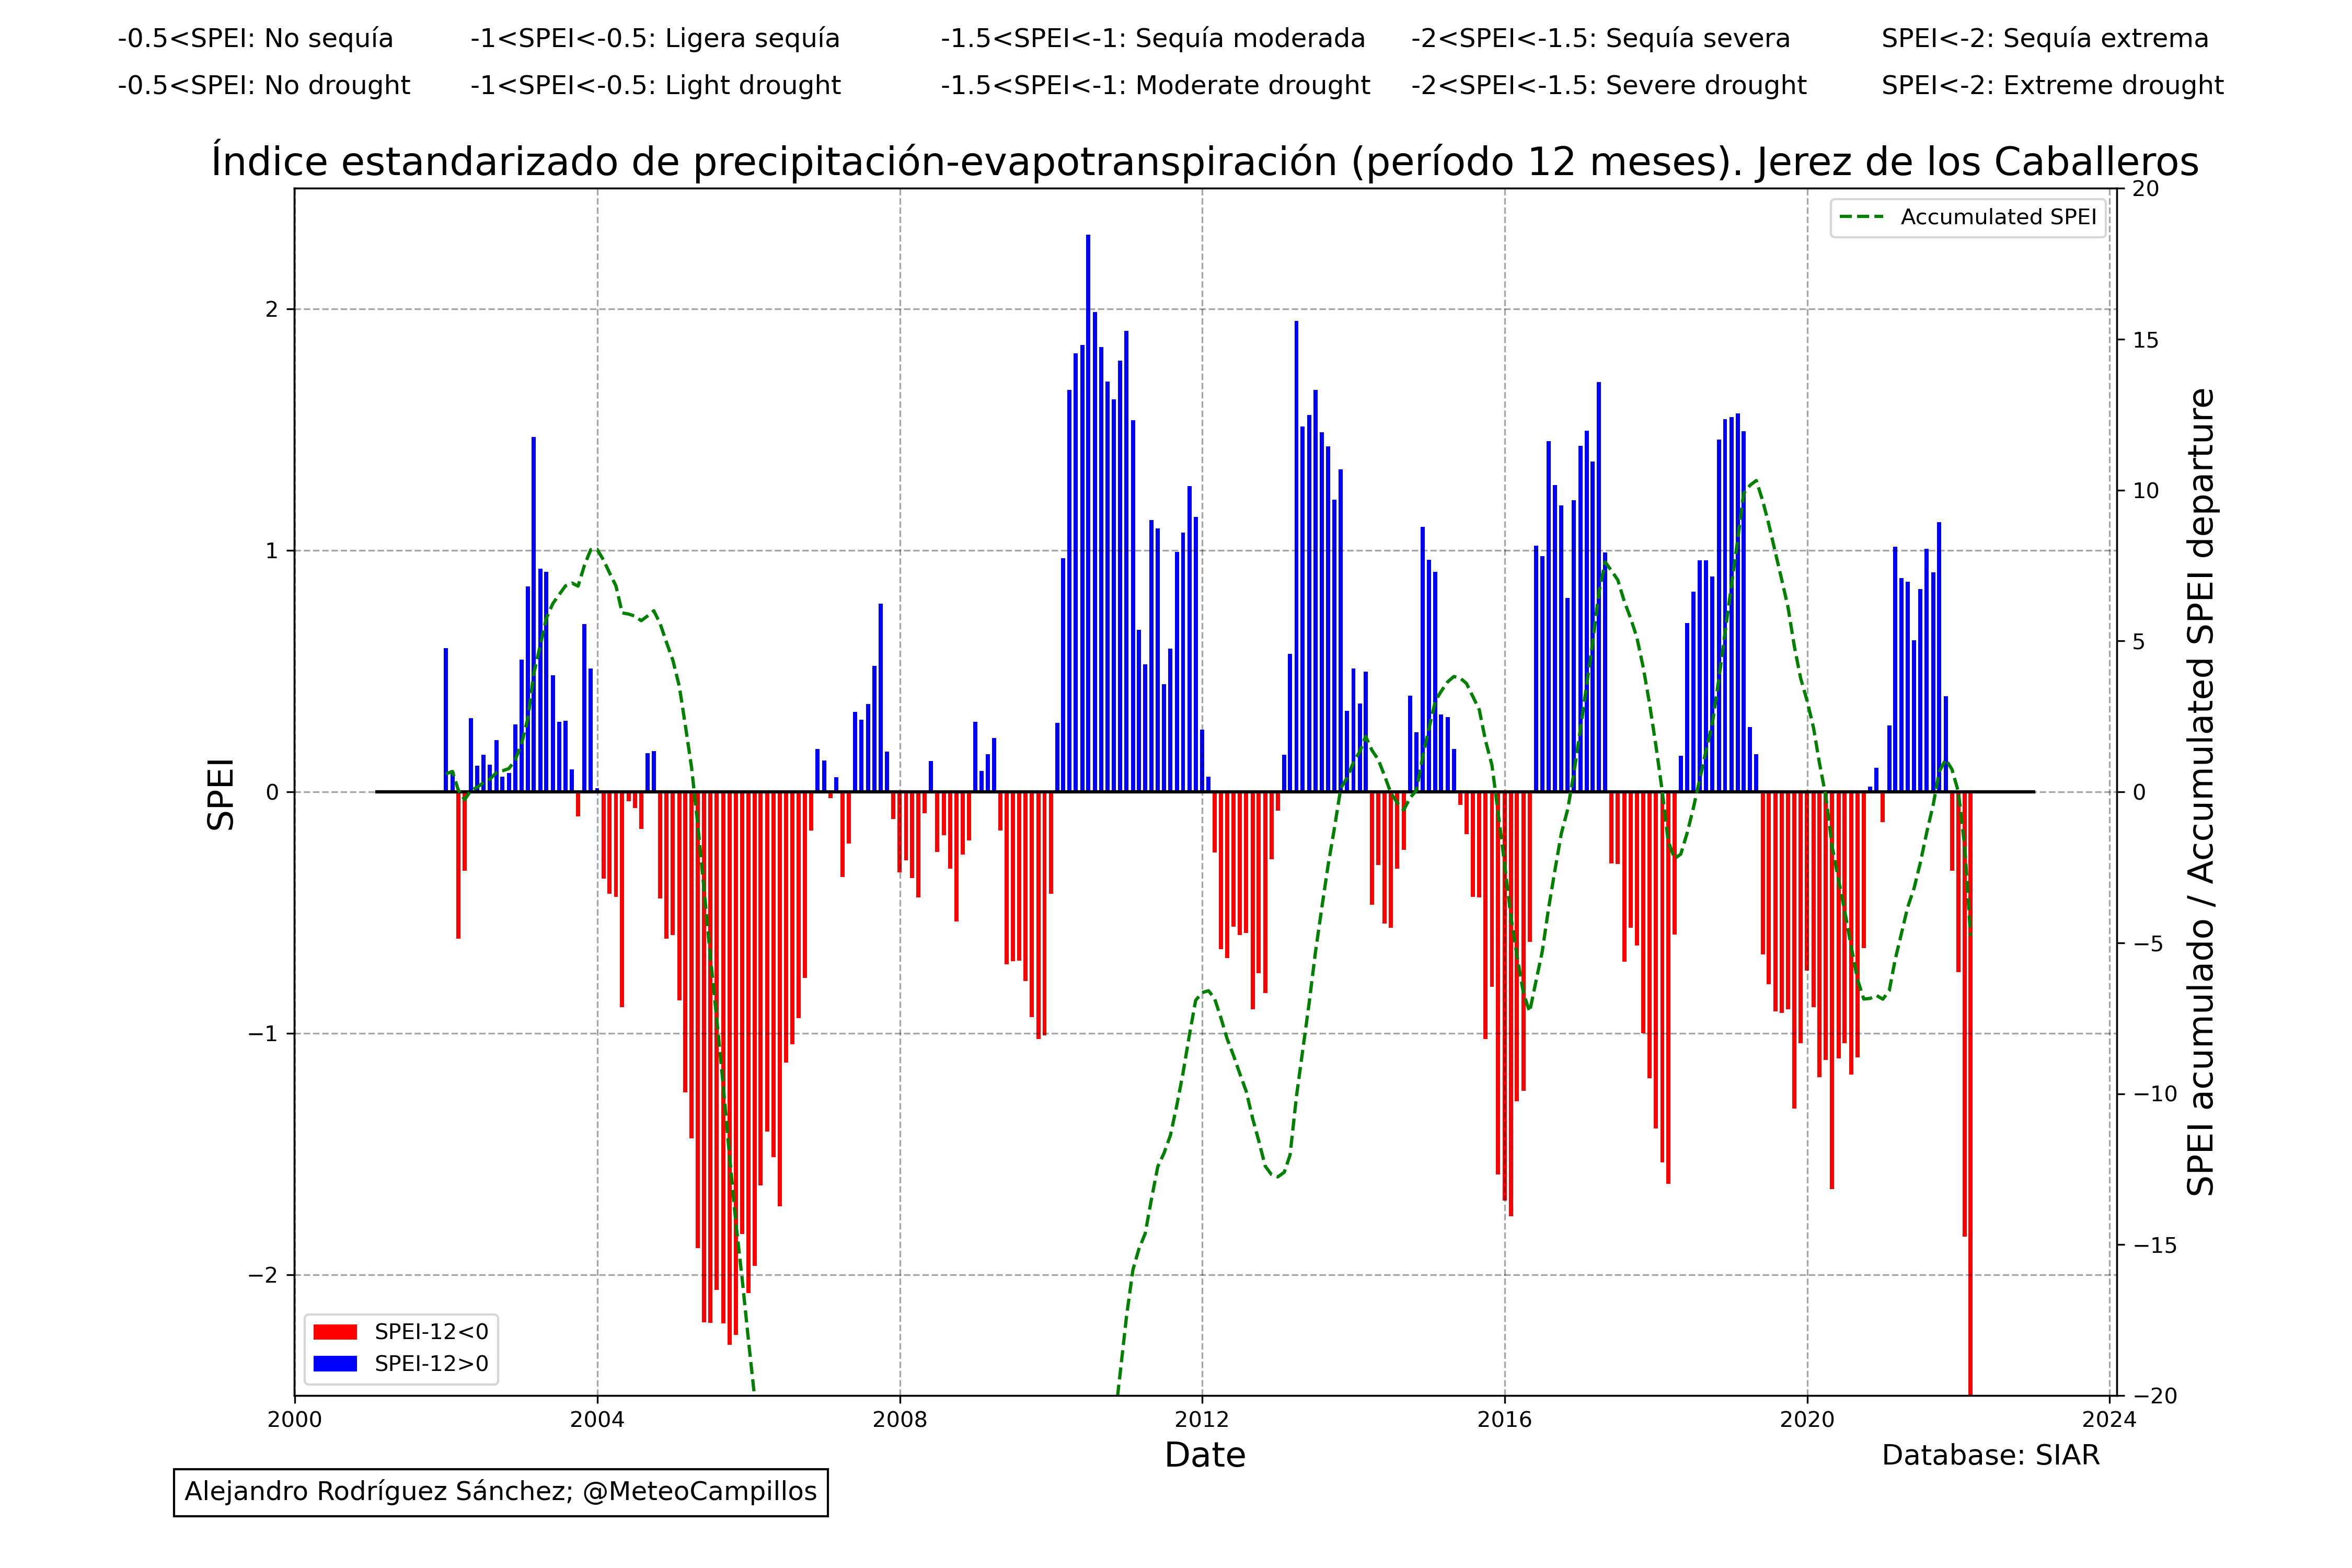 -0.5<SPEI: No sequía -1<SPEI<-0.5: Ligera sequía -1.5<SPEI<-1: Sequía moderada -2<SPEI<-1.5: Sequía severa SPEI<-2: Sequía extrema
-0.5<SPEI: No drought -1<SPEI<-0.5: Light drought -1.5<SPEI<-1: Moderate drought -2<SPEI<-1.5: Severe drought SPEI<-2: Extreme drought
Índice estandarizado de precipitación-evapotranspiración (período 12 meses). Jerez de los Caballeros
Accumulated SPEI
SPEI
2
1
0
−1
−2
20
15
10
5
0
−5
−10
−15
−20
SPEI acumulado / Accumulated SPEI departure
SPEI-12<0
SPEI-12>0
2000 2004 2008 2012 2016 2020 2024
Date
Database: SIAR
Alejandro Rodríguez Sánchez; @MeteoCampillos